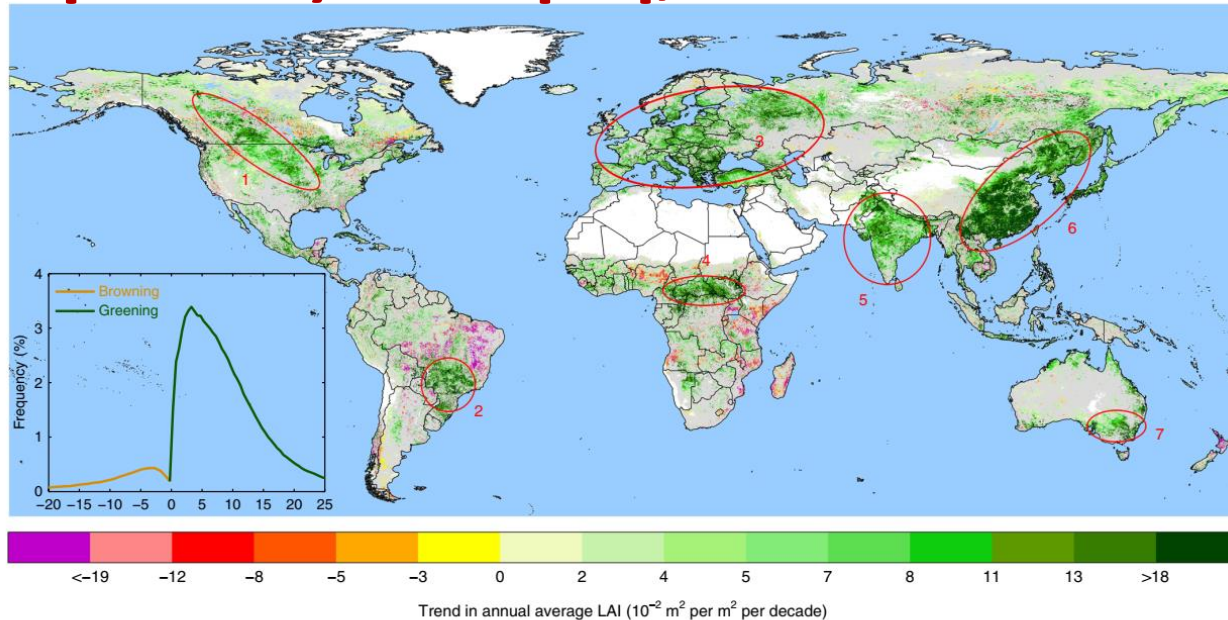 1
2
3
4
5
6
7
Browning
Greening
Frequency (%)
4
3
2
1
0
−20 −15 −10 −5 0 5 10 15 20 25
<−19 −12 −8 −5 −3 0 2 4 5 7 8 11 13 >18
Trend in annual average LAI (10⁻² m² per m² per decade)